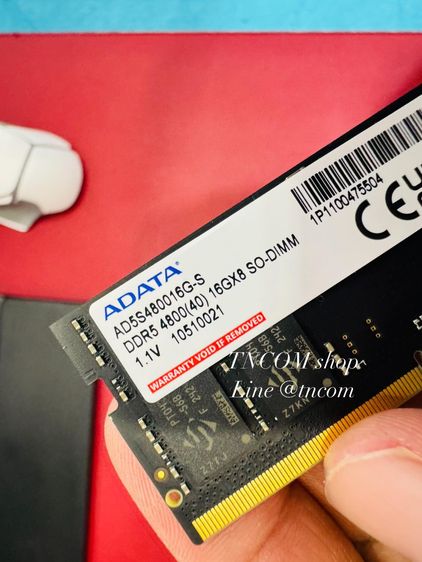 ADATA
AD5S480016G-S
DDR5 4800(40) 16GX8 SO-DIMM
1.1V 10510021
WARRANTY VOID IF REMOVED
1P1100475504
CE
TNCOM shop
Line @tncom